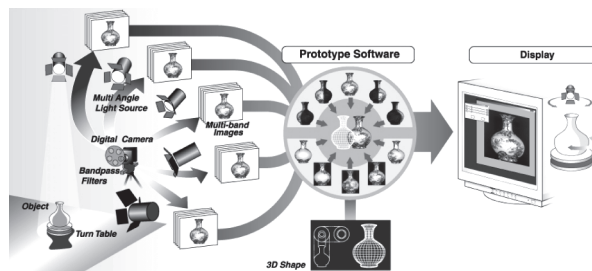 Prototype Software
Display
Multi Angle
Light Source
Multi-band
Images
Digital Camera
Bandpass
Filters
Object
Turn Table
3D Shape